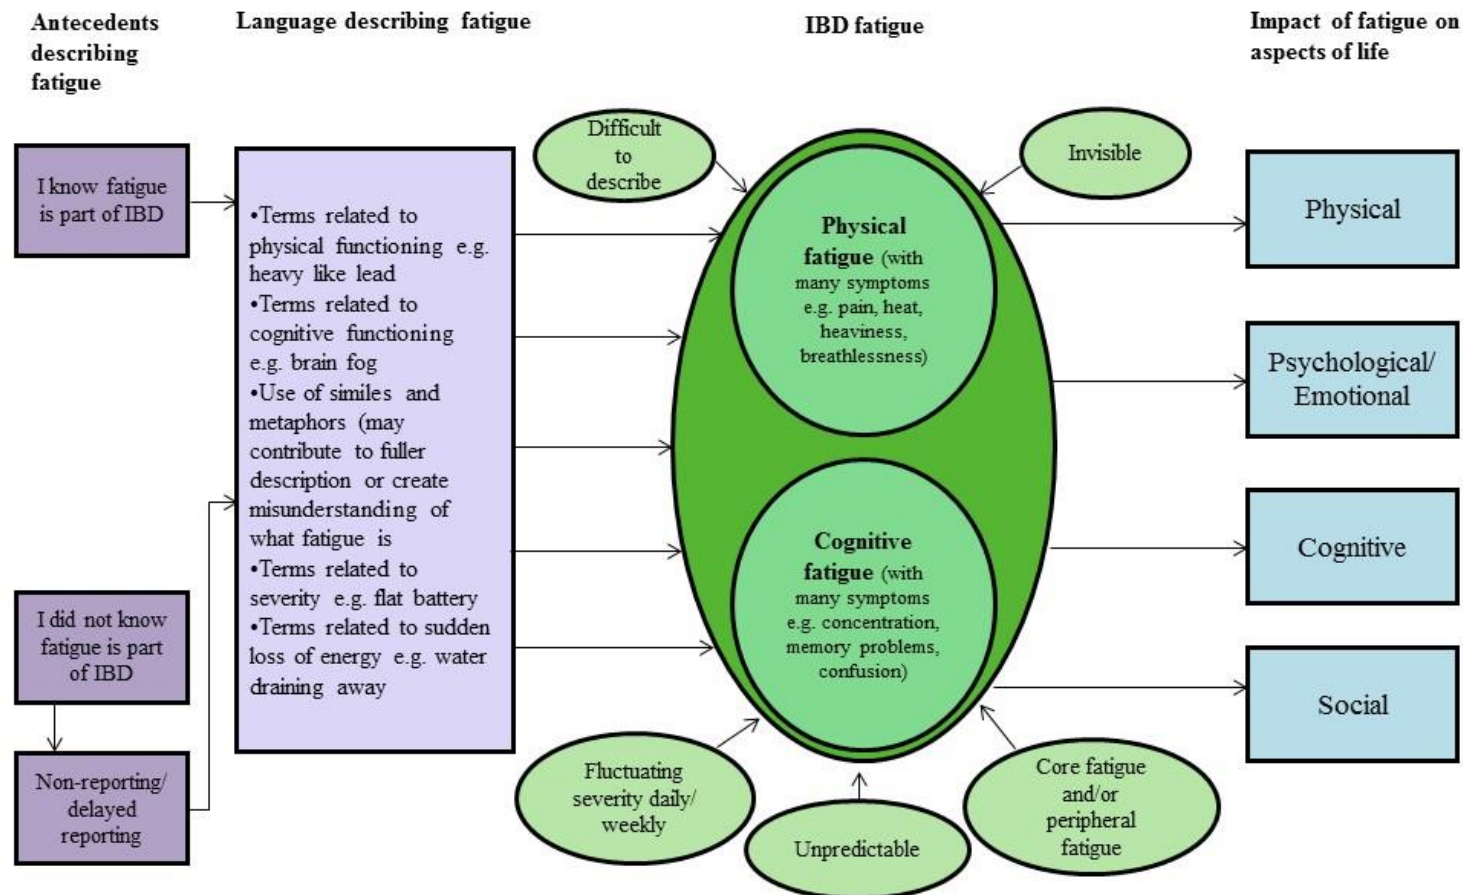 Antecedents
describing
fatigue
Language describing fatigue
IBD fatigue
Impact of fatigue on
aspects of life
I know fatigue
is part of IBD
I did not know
fatigue is part
of IBD
Non-reporting/
delayed
reporting
•Terms related to
physical functioning e.g.
heavy like lead
•Terms related to
cognitive functioning
e.g. brain fog
•Use of similes and
metaphors (may
contribute to fuller
description or create
misunderstanding of
what fatigue is
•Terms related to
severity e.g. flat battery
•Terms related to sudden
loss of energy e.g. water
draining away
Difficult
to
describe
Invisible
Physical
fatigue (with
many symptoms
e.g. pain, heat,
heaviness,
breathlessness)
Cognitive
fatigue (with
many symptoms
e.g. concentration,
memory problems,
confusion)
Fluctuating
severity daily/
weekly
Unpredictable
Core fatigue
and/or
peripheral
fatigue
Physical
Psychological/
Emotional
Cognitive
Social